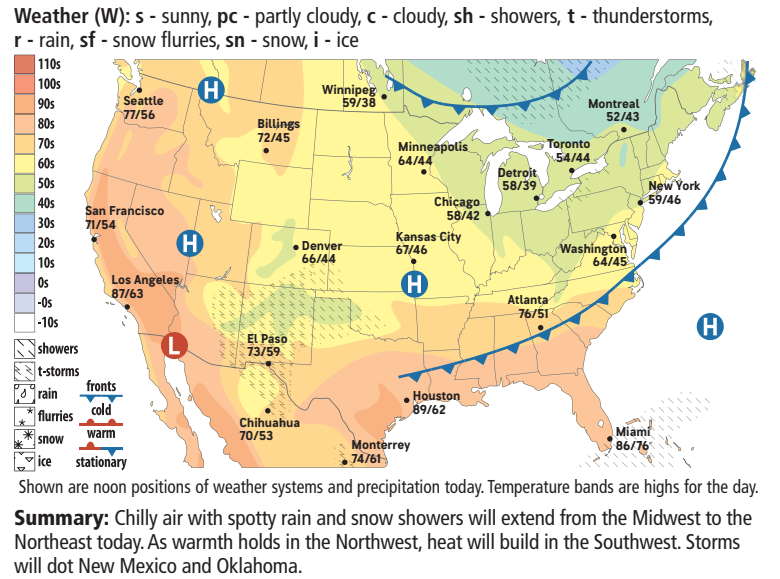 Weather (W): s - sunny, pc - partly cloudy, c - cloudy, sh - showers, t - thunderstorms,
r - rain, sf - snow flurries, sn - snow, i - ice
110s
100s
90s
80s
70s
60s
50s
40s
30s
20s
10s
0s
-0s
-10s
showers
t-storms
rain
flurries
snow
ice
fronts
cold
warm
stationary
H
Seattle
77/56
Billings
72/45
Winnipeg
59/38
Minneapolis
64/44
Montreal
52/43
Toronto
54/44
Detroit
58/39
New York
59/46
Chicago
58/42
San Francisco
71/54
H
Denver
66/44
Kansas City
67/46
H
Washington
64/45
Los Angeles
87/63
Atlanta
76/51
H
L
El Paso
73/59
Houston
89/62
Chihuahua
70/53
Monterrey
74/61
Miami
86/76
Shown are noon positions of weather systems and precipitation today. Temperature bands are highs for the day.
Summary: Chilly air with spotty rain and snow showers will extend from the Midwest to the
Northeast today. As warmth holds in the Northwest, heat will build in the Southwest. Storms
will dot New Mexico and Oklahoma.